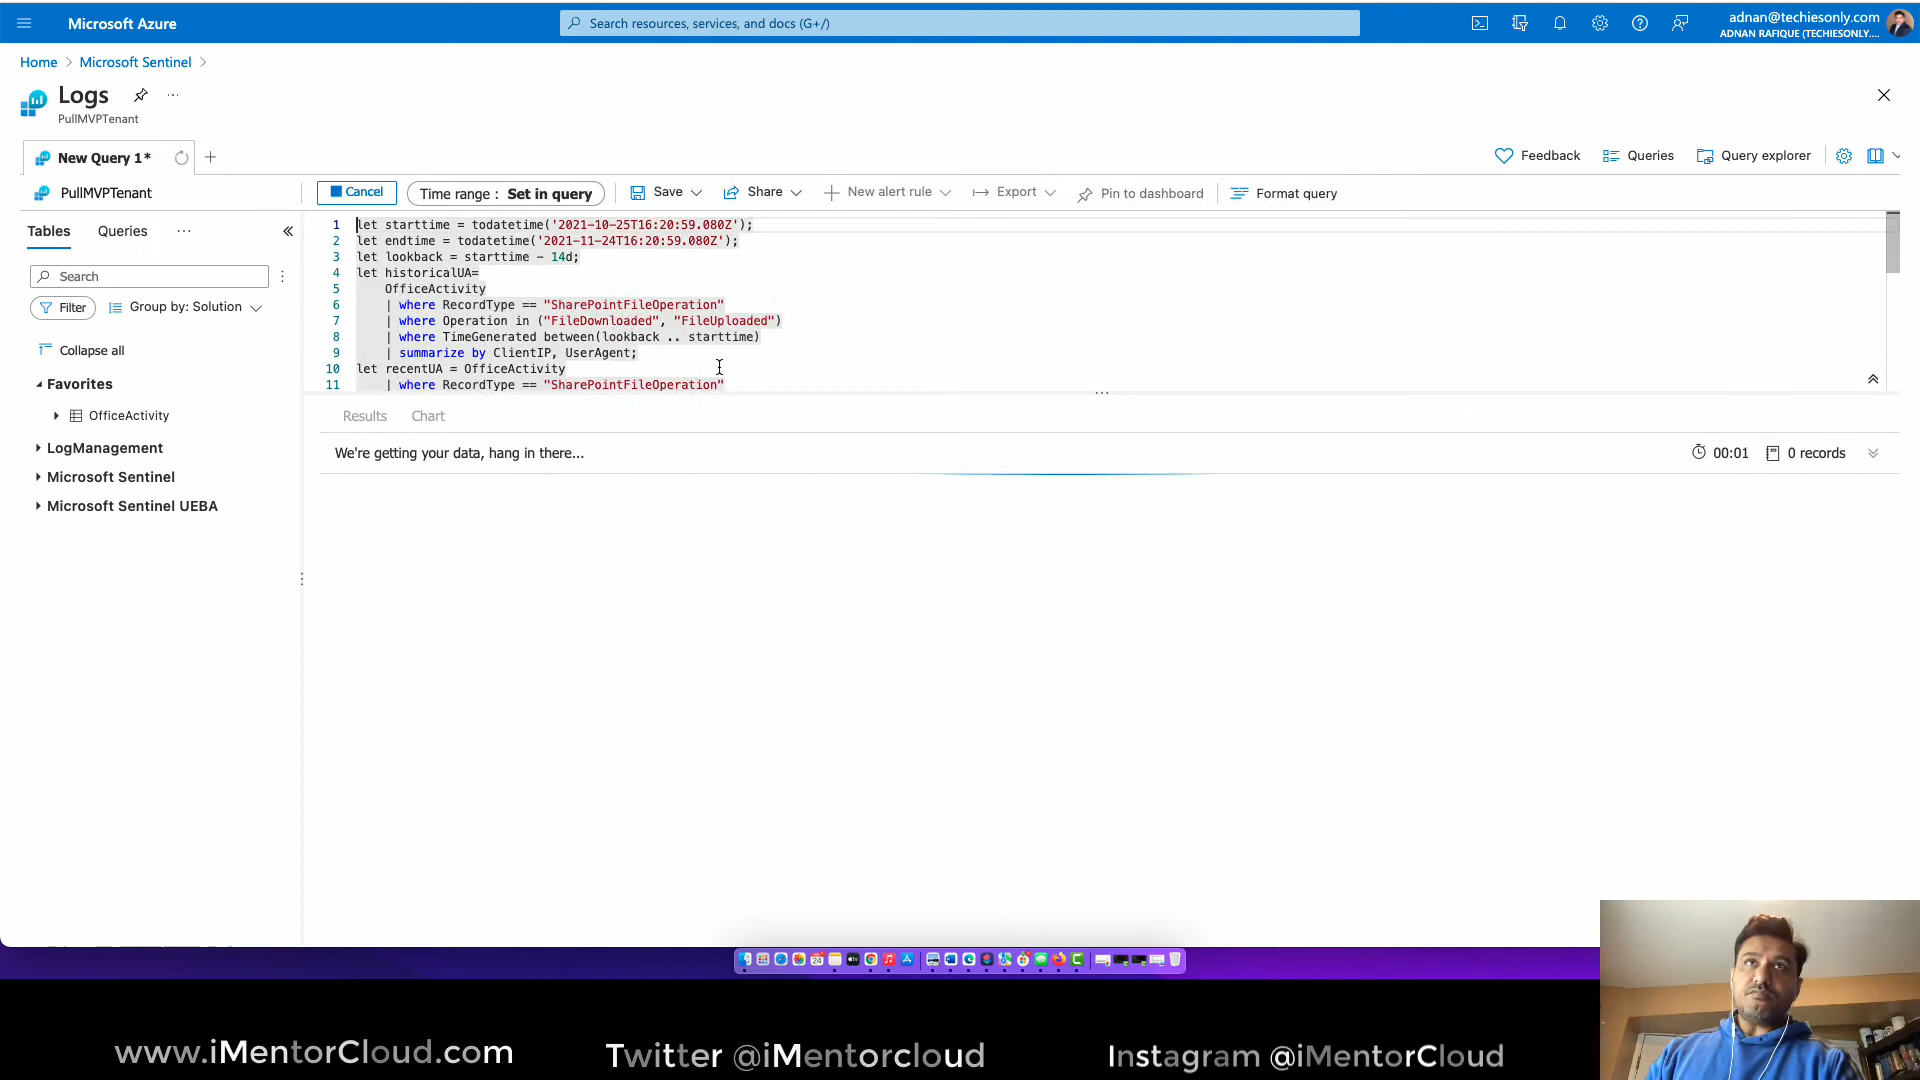 Microsoft Azure
Search resources, services, and docs (G+/)
adnan@techiesonly.com
ADNAN RAFIQUE (TECHIESONLY....
Home > Microsoft Sentinel >
Logs
PullMVPTenant
New Query 1*
Feedback
Queries
Query explorer
PullMVPTenant
Cancel
Time range : Set in query
Save
Share
New alert rule
Export
Pin to dashboard
Format query
Tables
Queries
Search
Filter
Group by: Solution
Collapse all
Favorites
OfficeActivity
LogManagement
Microsoft Sentinel
Microsoft Sentinel UEBA
1 let starttime = todatetime('2021-10-25T16:20:59.080Z');
2 let endtime = todatetime('2021-11-24T16:20:59.080Z');
3 let lookback = starttime - 14d;
4 let historicalUA=
5 OfficeActivity
6 | where RecordType == "SharePointFileOperation"
7 | where Operation in ("FileDownloaded", "FileUploaded")
8 | where TimeGenerated between(lookback .. starttime)
9 | summarize by ClientIP, UserAgent;
10 let recentUA = OfficeActivity
11 | where RecordType == "SharePointFileOperation"
Results
Chart
We're getting your data, hang in there...
00:01
0 records
24
www.iMentorCloud.com
Twitter @iMentorcloud
Instagram @iMentorCloud